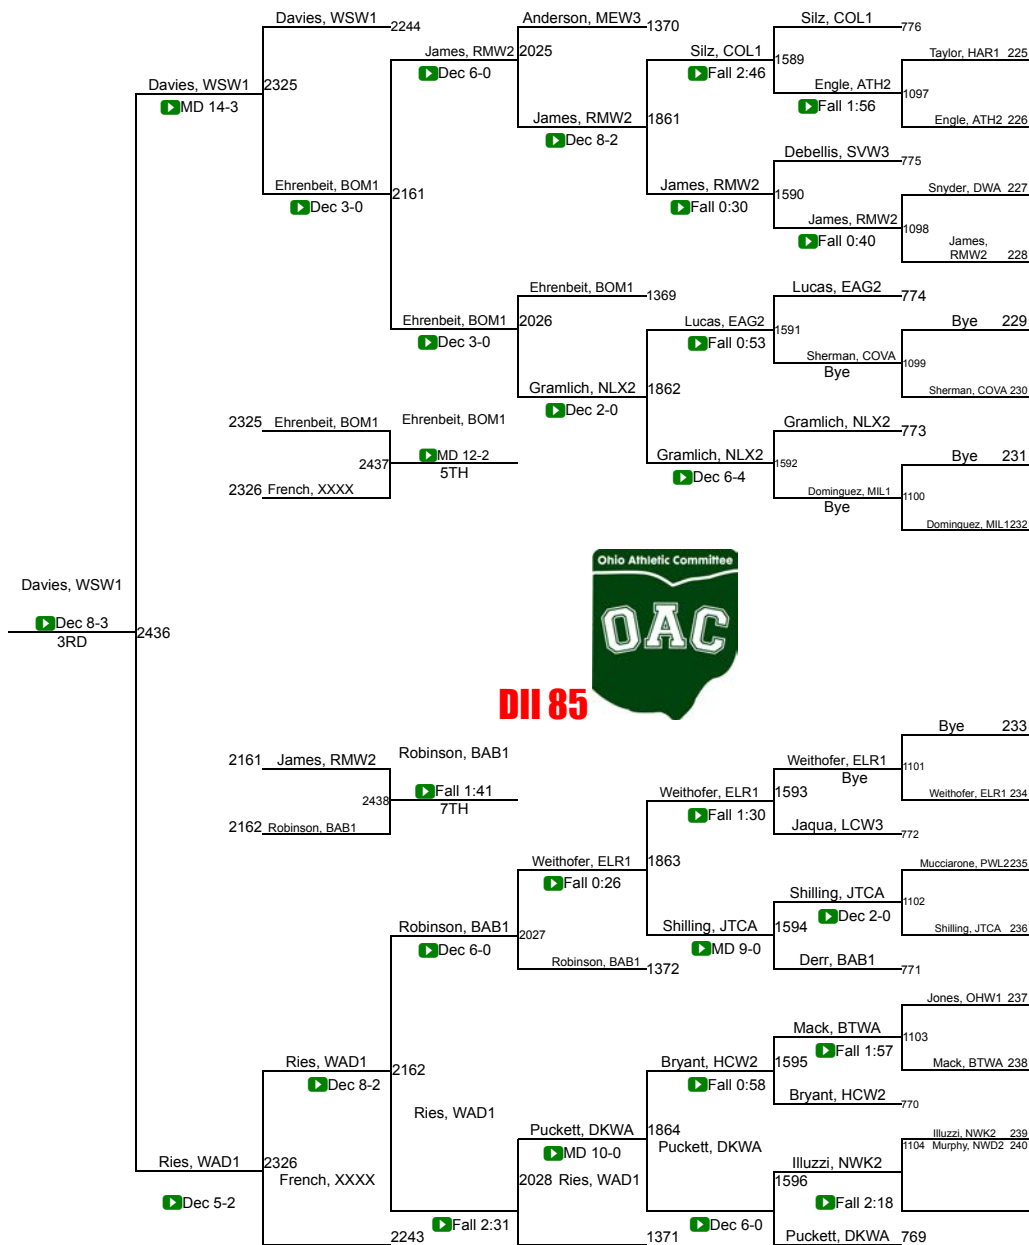 Davies, WSW1
2244
Anderson, MEW3
1370
Silz, COL1
776
James, RMW2
2025
Silz, COL1
1589
Taylor, HAR1 225
Dec 6-0
Fall 2:46
Davies, WSW1
2325
Engle, ATH2
1097
MD 14-3
Fall 1:56
James, RMW2
1861
Engle, ATH2 226
Dec 8-2
Debellis, SVW3
775
Ehrenbeit, BOM1
2161
James, RMW2
1590
Snyder, DWA 227
Dec 3-0
Fall 0:30
James, RMW2
1098
Fall 0:40
James,
RMW2 228
Ehrenbeit, BOM1
1369
Lucas, EAG2
774
Ehrenbeit, BOM1
2026
Lucas, EAG2
1591
Bye 229
Dec 3-0
Fall 0:53
Sherman, COVA
1099
Bye
Gramlich, NLX2
1862
Sherman, COVA 230
Dec 2-0
2325 Ehrenbeit, BOM1
Ehrenbeit, BOM1
Gramlich, NLX2
773
2437
MD 12-2
5TH
Gramlich, NLX2
1592
Bye 231
Dec 6-4
2326 French, XXXX
Dominguez, MIL1
1100
Bye
Dominguez, MIL1232
Ohio Athletic Committee
OAC
Davies, WSW1
Dec 8-3
3RD
2436
DII 85
Bye 233
2161 James, RMW2
Robinson, BAB1
Weithofer, ELR1
1101
Bye
2438
Fall 1:41
7TH
Weithofer, ELR1
1593
Weithofer, ELR1 234
Fall 1:30
2162 Robinson, BAB1
Jaqua, LCW3
772
Weithofer, ELR1
1863
Mucciarone, PWL2235
Fall 0:26
Shilling, JTCA
1102
Dec 2-0
Robinson, BAB1
2027
Shilling, JTCA
1594
Shilling, JTCA 236
Dec 6-0
MD 9-0
Robinson, BAB1
1372
Derr, BAB1
771
Jones, OHW1 237
Mack, BTWA
1103
Fall 1:57
Ries, WAD1
2162
Bryant, HCW2
1595
Mack, BTWA 238
Dec 8-2
Fall 0:58
Bryant, HCW2
770
Ries, WAD1
Puckett, DKWA
1864
Illuzzi, NWK2 239
MD 10-0
Puckett, DKWA
1104 Murphy, NWD2 240
Ries, WAD1
2326
Illuzzi, NWK2
French, XXXX
2028 Ries, WAD1
1596
Dec 5-2
Fall 2:18
Fall 2:31
Dec 6-0
2243
1371
Puckett, DKWA
769